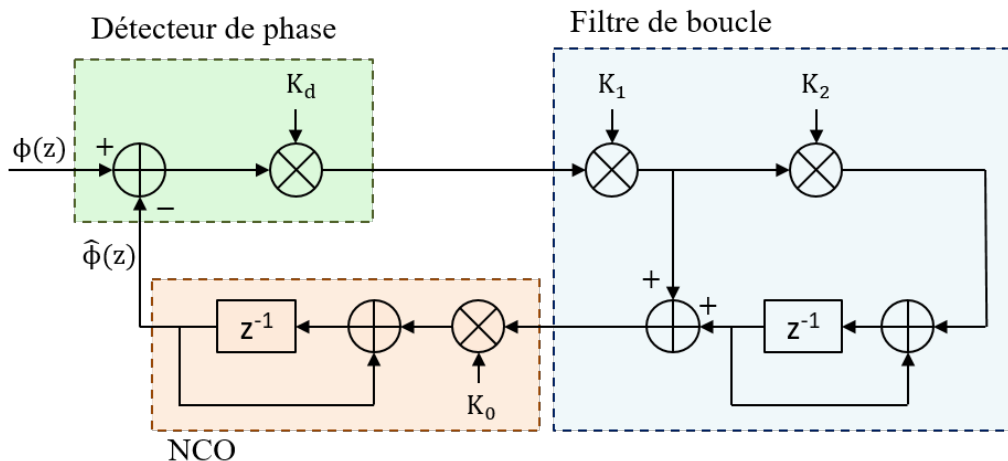 Détecteur de phase
Filtre de boucle
K_d
K_1
K_2
ϕ(z)
+
−
ϕ̂(z)
+
+
z⁻¹
z⁻¹
K_0
NCO